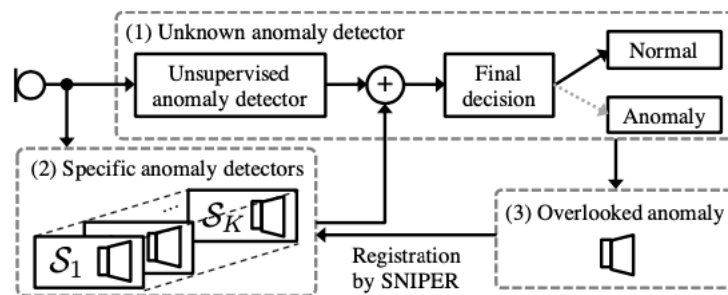 (1) Unknown anomaly detector
Unsupervised
anomaly detector
+
Final
decision
Normal
Anomaly
(2) Specific anomaly detectors
S1
...
SK
(3) Overlooked anomaly
Registration
by SNIPER